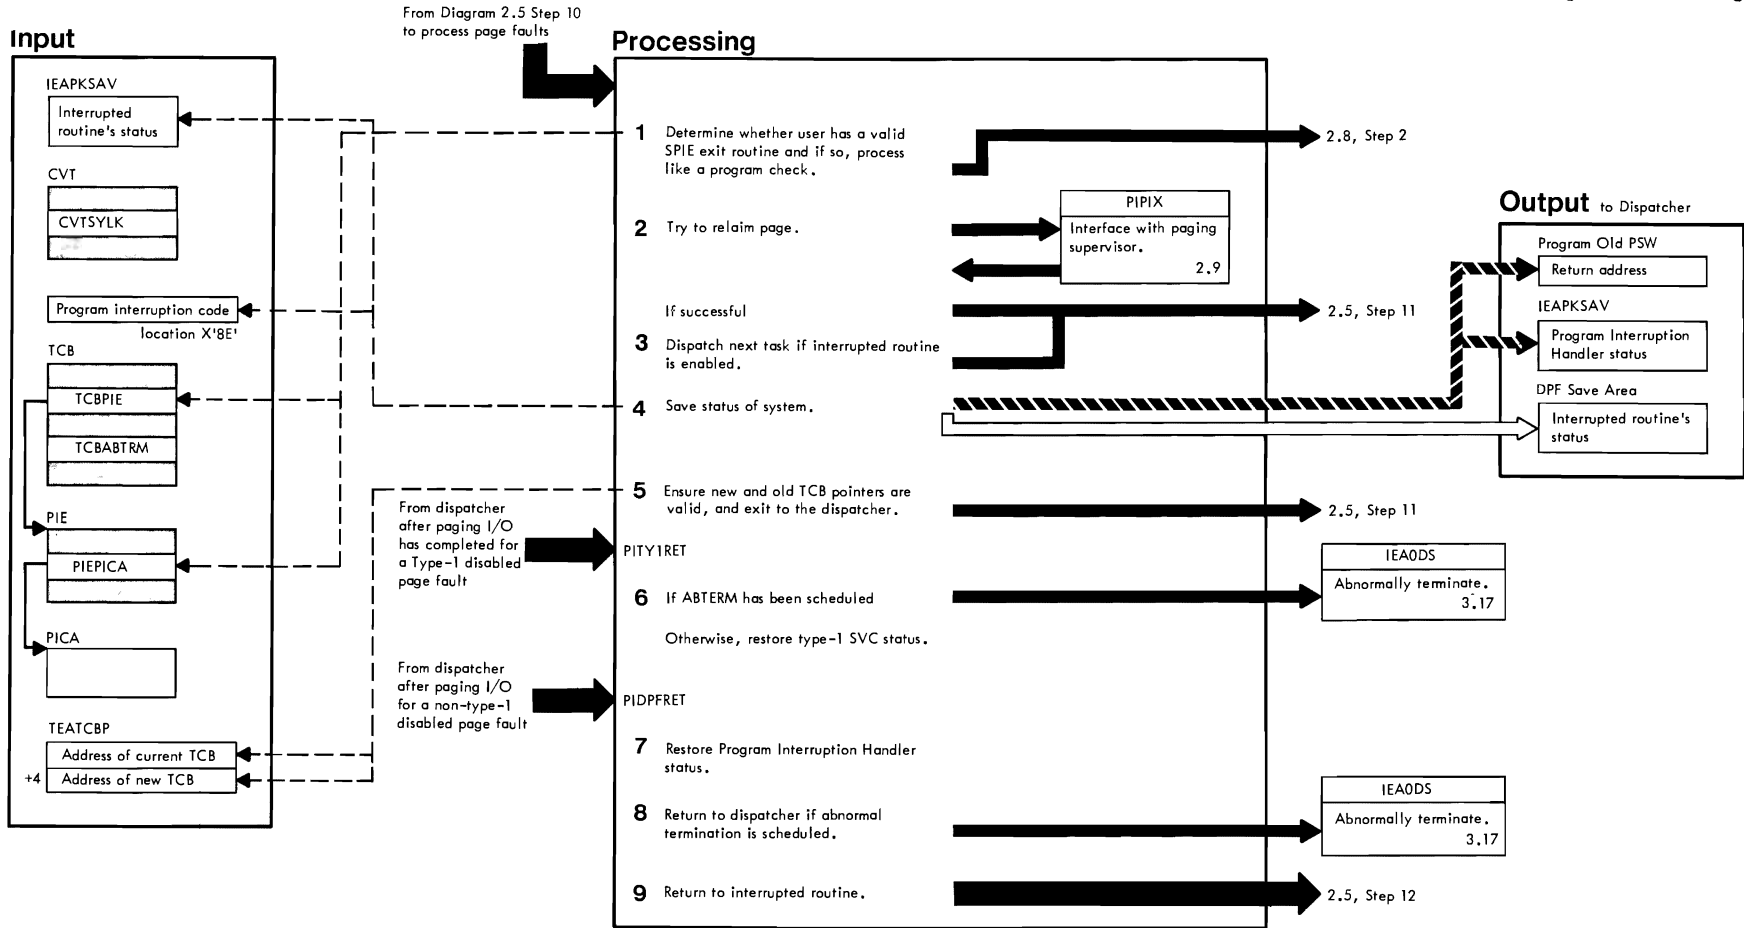 From Diagram 2.5 Step 10
to process page faults
Input
IEAPKSAV
Interrupted
routine's status
CVT
CVTSYLK
Program interruption code
location X'8E'
TCB
TCBPIE
TCBABTRM
PIE
PIEPICA
PICA
TEATCBP
Address of current TCB
+4 Address of new TCB
From dispatcher
after paging I/O
has completed for
a Type-1 disabled
page fault
From dispatcher
after paging I/O
for a non-type-1
disabled page fault
Processing
1 Determine whether user has a valid
SPIE exit routine and if so, process
like a program check.
2.8, Step 2
2 Try to relaim page.
PIPIX
Interface with paging
supervisor.
2.9
If successful
2.5, Step 11
3 Dispatch next task if interrupted routine
is enabled.
4 Save status of system.
5 Ensure new and old TCB pointers are
valid, and exit to the dispatcher.
2.5, Step 11
PITY1RET
6 If ABTERM has been scheduled
IEA0DS
Abnormally terminate.
3.17
Otherwise, restore type-1 SVC status.
PIDPFRET
7 Restore Program Interruption Handler
status.
8 Return to dispatcher if abnormal
termination is scheduled.
IEA0DS
Abnormally terminate.
3.17
9 Return to interrupted routine.
2.5, Step 12
Output to Dispatcher
Program Old PSW
Return address
IEAPKSAV
Program Interruption
Handler status
DPF Save Area
Interrupted routine's
status